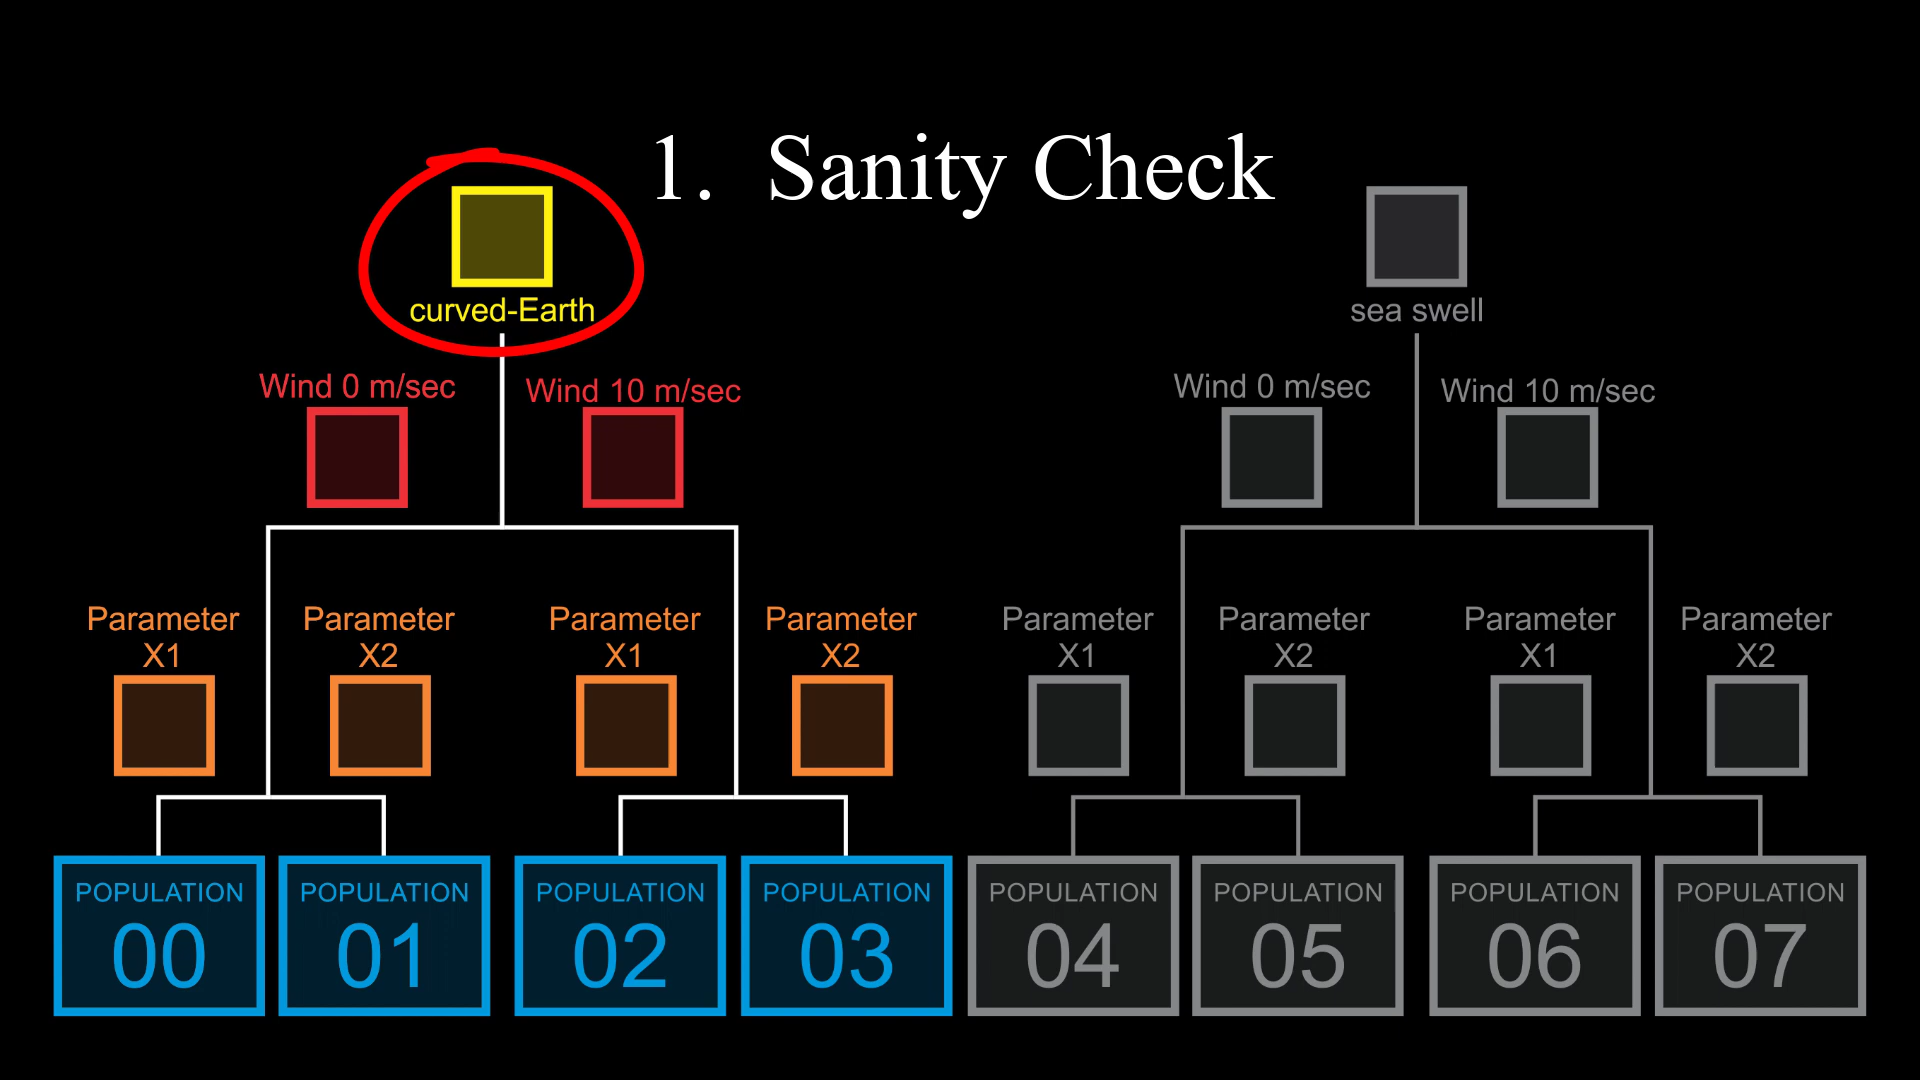 1. Sanity Check
curved-Earth
sea swell
Wind 0 m/sec
Wind 10 m/sec
Wind 0 m/sec
Wind 10 m/sec
Parameter
X1
Parameter
X2
Parameter
X1
Parameter
X2
Parameter
X1
Parameter
X2
Parameter
X1
Parameter
X2
POPULATION
00
POPULATION
01
POPULATION
02
POPULATION
03
POPULATION
04
POPULATION
05
POPULATION
06
POPULATION
07